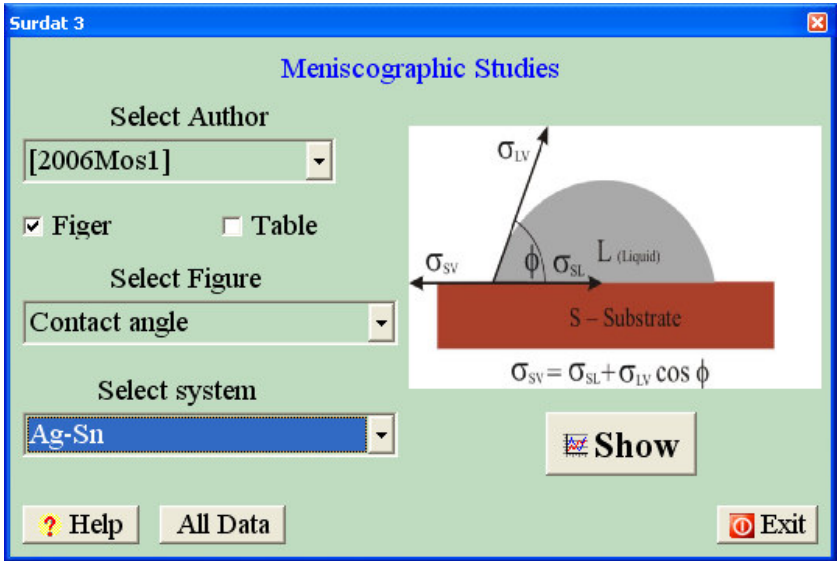 Surdat 3
Meniscographic Studies
Select Author
[2006Mos1]
Figer
Table
Select Figure
Contact angle
Select system
Ag-Sn
σLV
σSV
ϕ
σSL
L (Liquid)
S – Substrate
σSV = σSL+σLV cos ϕ
Show
Help
All Data
Exit